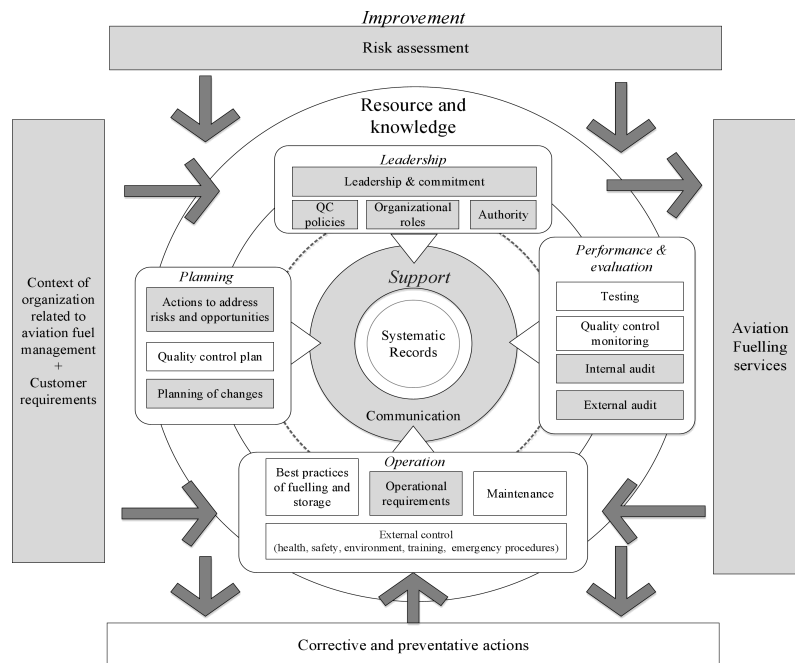 Improvement
Risk assessment
Resource and
knowledge
Leadership
Leadership & commitment
QC
policies
Organizational
roles
Authority
Context of
organization
related to
aviation fuel
management
+
Customer
requirements
Planning
Actions to address
risks and opportunities
Quality control plan
Planning of changes
Support
Systematic
Records
Communication
Performance &
evaluation
Testing
Quality control
monitoring
Internal audit
External audit
Aviation
Fuelling
services
Operation
Best practices
of fuelling and
storage
Operational
requirements
Maintenance
External control
(health, safety, environment, training, emergency procedures)
Corrective and preventative actions